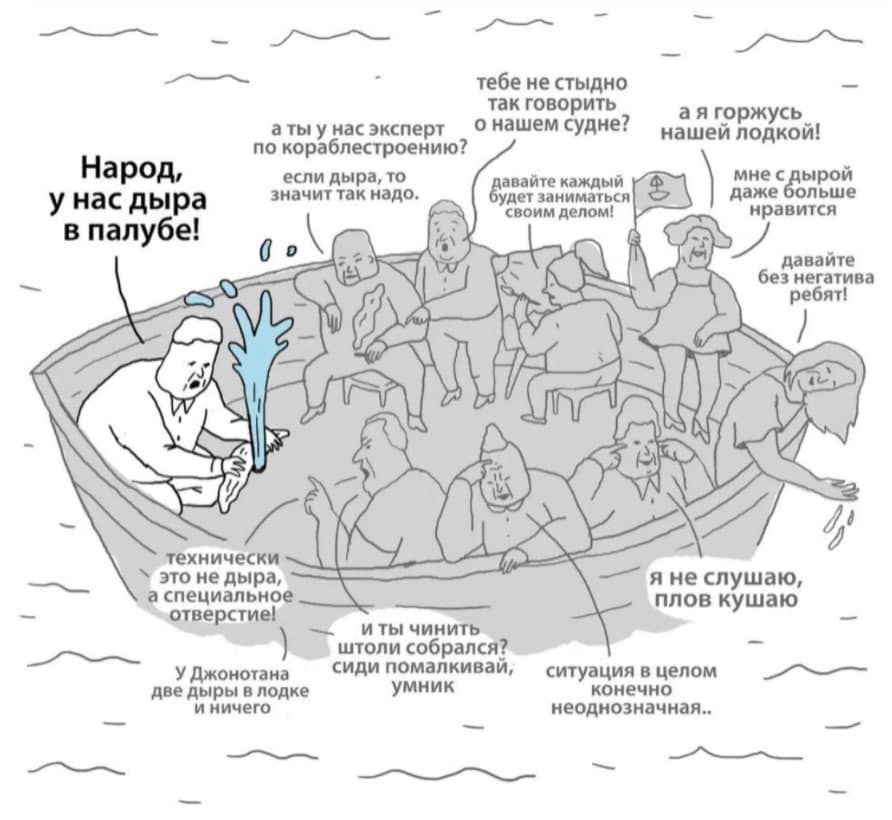 Народ,
у нас дыра
в палубе!
а ты у нас эксперт
по кораблестроению?
если дыра, то
значит так надо.
тебе не стыдно
так говорить
о нашем судне?
давайте каждый
будет заниматься
своим делом!
а я горжусь
нашей лодкой!
мне с дырой
даже больше
нравится
давайте
без негатива
ребят!
технически
это не дыра,
а специальное
отверстие!
У Джонотана
две дыры в лодке
и ничего
и ты чинить
штоли собрался?
сиди помалкивай,
умник
ситуация в целом
конечно
неоднозначная..
я не слушаю,
плов кушаю